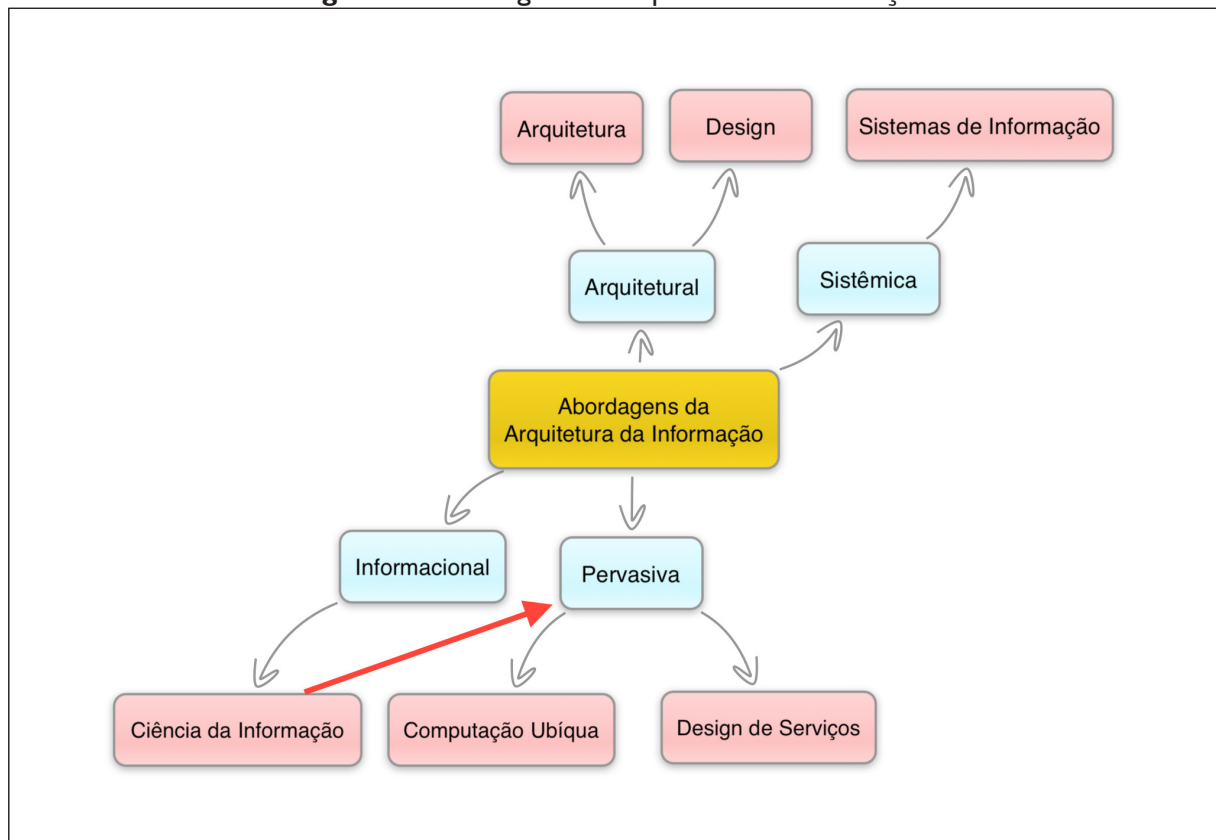 Arquitetura
Design
Sistemas de Informação
Arquitetural
Sistêmica
Abordagens da
Arquitetura da Informação
Informacional
Pervasiva
Ciência da Informação
Computação Ubíqua
Design de Serviços